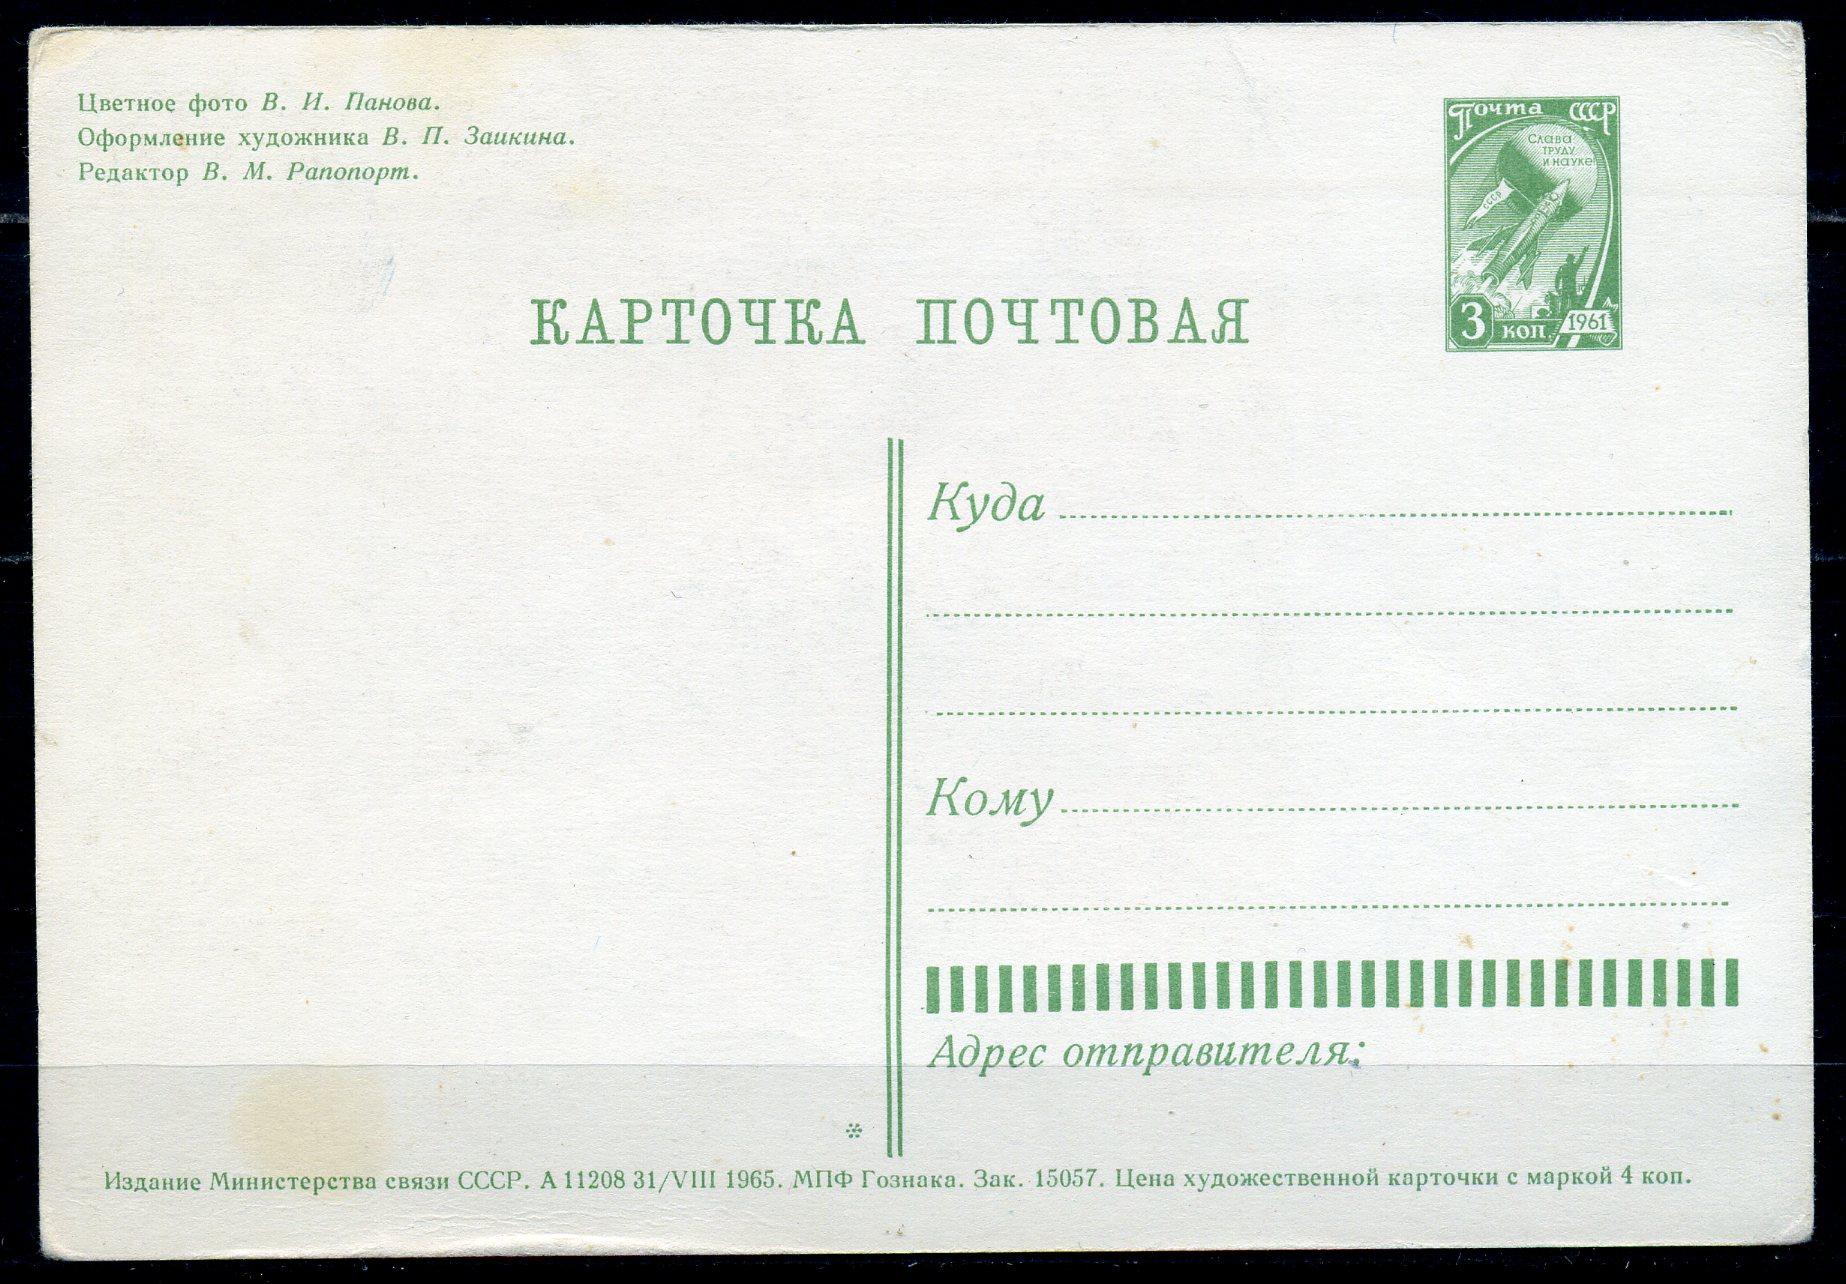 Цветное фото В. И. Панова.
Оформление художника В. П. Заикина.
Редактор В. М. Рапопорт.
Почта СССР
Слава
труду
и науке!
СССР
3 коп. 1961
КАРТОЧКА ПОЧТОВАЯ
Куда
Кому
Адрес отправителя:
Издание Министерства связи СССР. А 11208 31/VIII 1965. МПФ Гознака. Зак. 15057. Цена художественной карточки с маркой 4 коп.